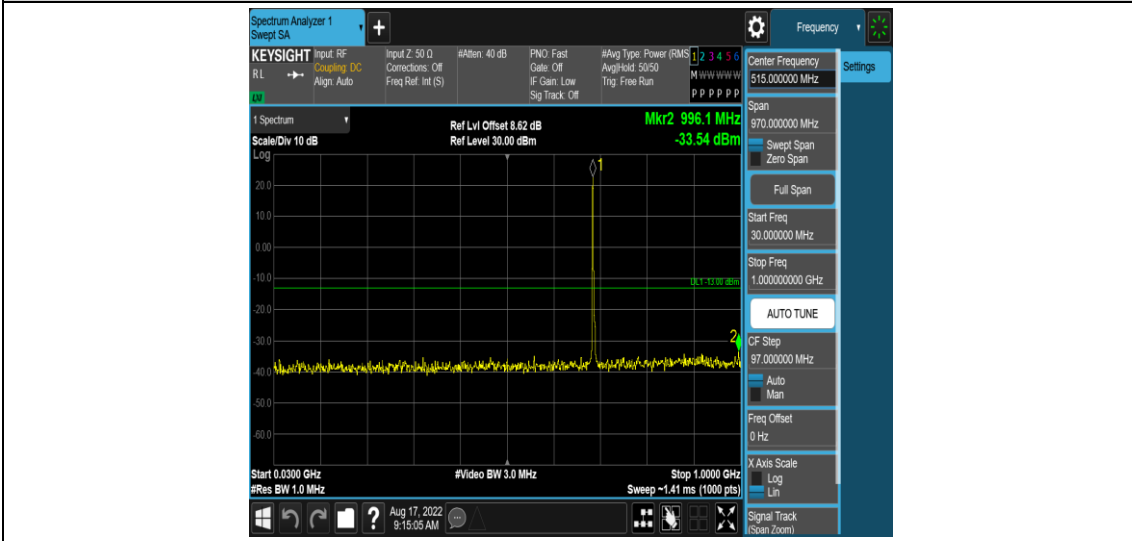 Spectrum Analyzer 1
Swept SA
+
Frequency
KEYSIGHT
RL
Input: RF
Coupling: DC
Align: Auto
Input Z: 50 Ω
Corrections: Off
Freq Ref: Int (S)
#Atten: 40 dB
PNO: Fast
Gate: Off
IF Gain: Low
Sig Track: Off
#Avg Type: Power (RMS
Avg|Hold: 50/50
Trig: Free Run
1 2 3 4 5 6
M W W W W W
P P P P P P
1 Spectrum
Scale/Div 10 dB
Log
Ref Lvl Offset 8.62 dB
Ref Level 30.00 dBm
Mkr2 996.1 MHz
-33.54 dBm
1
20.0
10.0
0.00
-10.0
DL1 -13.00 dBm
-20.0
-30.0
2
-40.0
-50.0
-60.0
Start 0.0300 GHz
#Res BW 1.0 MHz
#Video BW 3.0 MHz
Stop 1.0000 GHz
Sweep ~1.41 ms (1000 pts)
?
Aug 17, 2022
9:15:05 AM
Center Frequency
515.000000 MHz
Settings
Span
970.000000 MHz
Swept Span
Zero Span
Full Span
Start Freq
30.000000 MHz
Stop Freq
1.000000000 GHz
AUTO TUNE
CF Step
97.000000 MHz
Auto
Man
Freq Offset
0 Hz
X Axis Scale
Log
Lin
Signal Track
(Span Zoom)